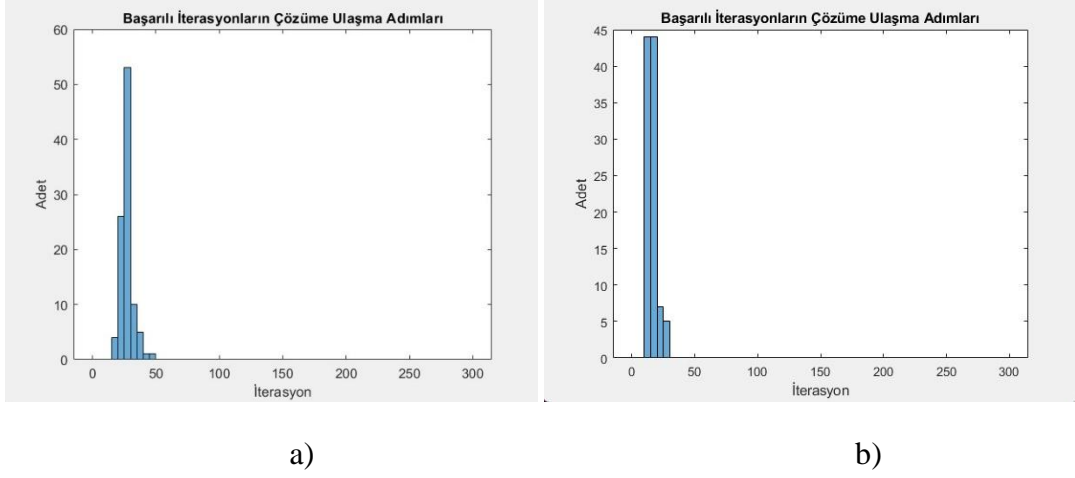 Başarılı İterasyonların Çözüme Ulaşma Adımları
60
50
40
30
20
10
0
Adet
0 50 100 150 200 250 300
İterasyon
a)
Başarılı İterasyonların Çözüme Ulaşma Adımları
45
40
35
30
25
20
15
10
5
0
Adet
0 50 100 150 200 250 300
İterasyon
b)